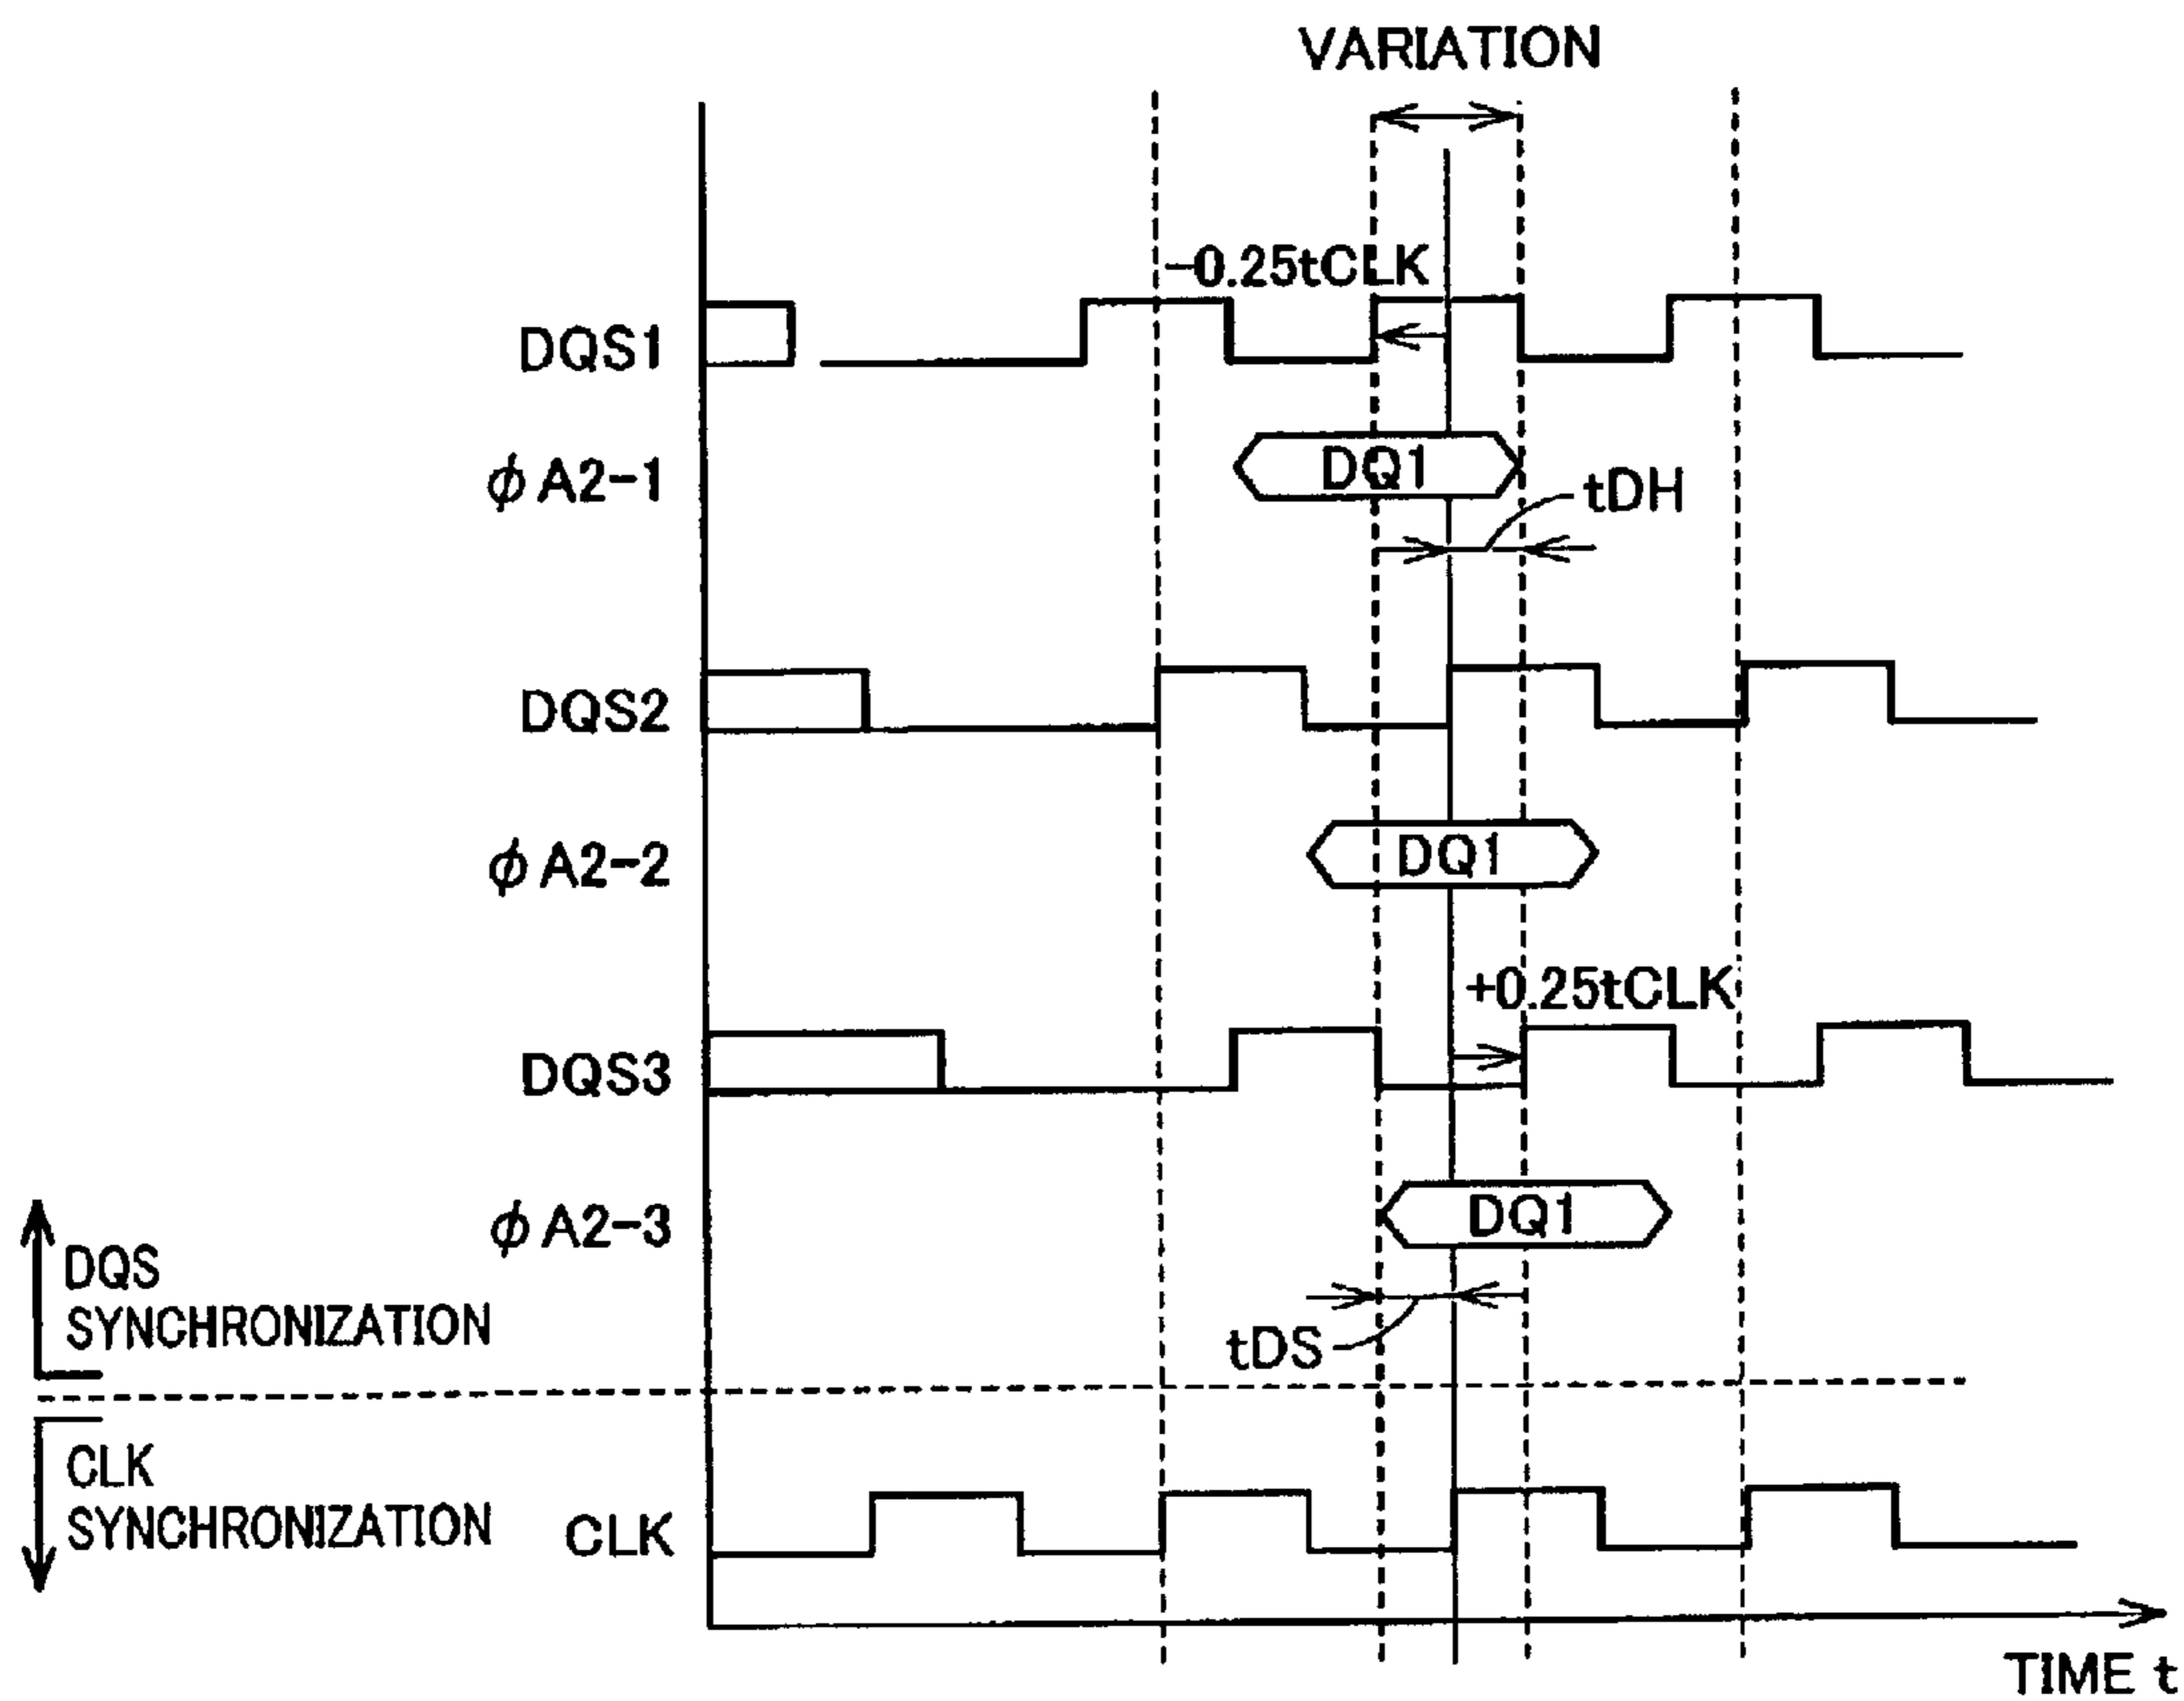 VARIATION
-0.25tCLK
DQS1
φA2-1
DQ1
tDH
DQS2
φA2-2
DQ1
+0.25tCLK
DQS3
φA2-3
DQ1
DQS
SYNCHRONIZATION
tDS
CLK
SYNCHRONIZATION
CLK
TIME t